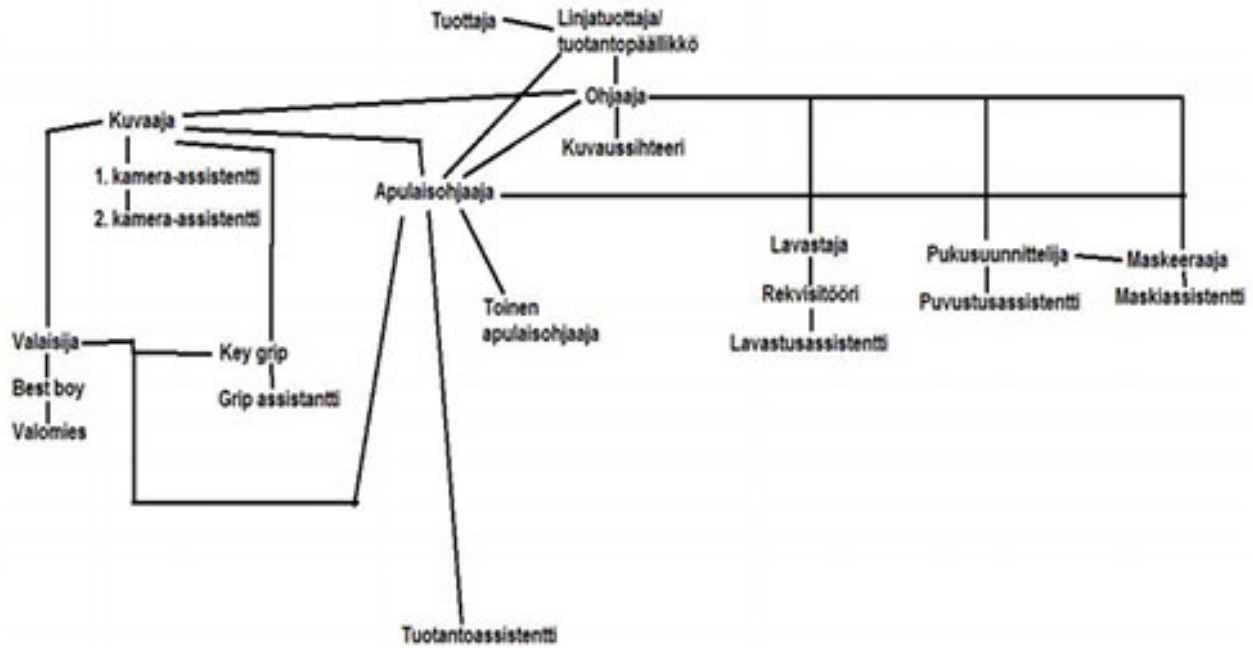 Tuottaja
Linjatuottaja/
tuotantopäällikkö
Ohjaaja
Kuvaaja
Kuvaussihteeri
1. kamera-assistentti
Apulaisohjaaja
2. kamera-assistentti
Lavastaja
Pukusuunnittelija
Maskeeraaja
Rekvisitööri
Puvustusassistentti
Maskiassistentti
Toinen
apulaisohjaaja
Lavastusassistentti
Valaisija
Key grip
Best boy
Grip assistantti
Valomies
Tuotantoassistentti